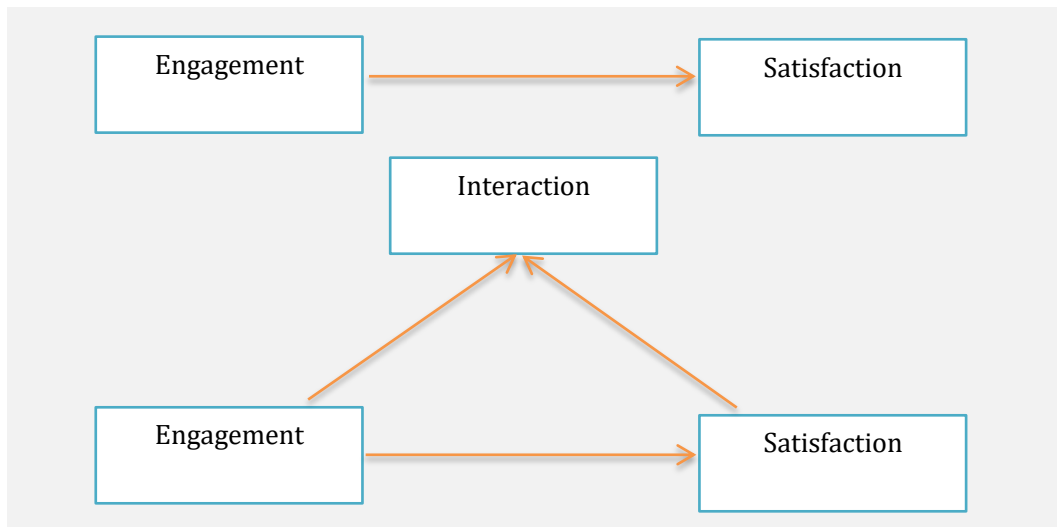 Engagement
Satisfaction
Interaction
Engagement
Satisfaction